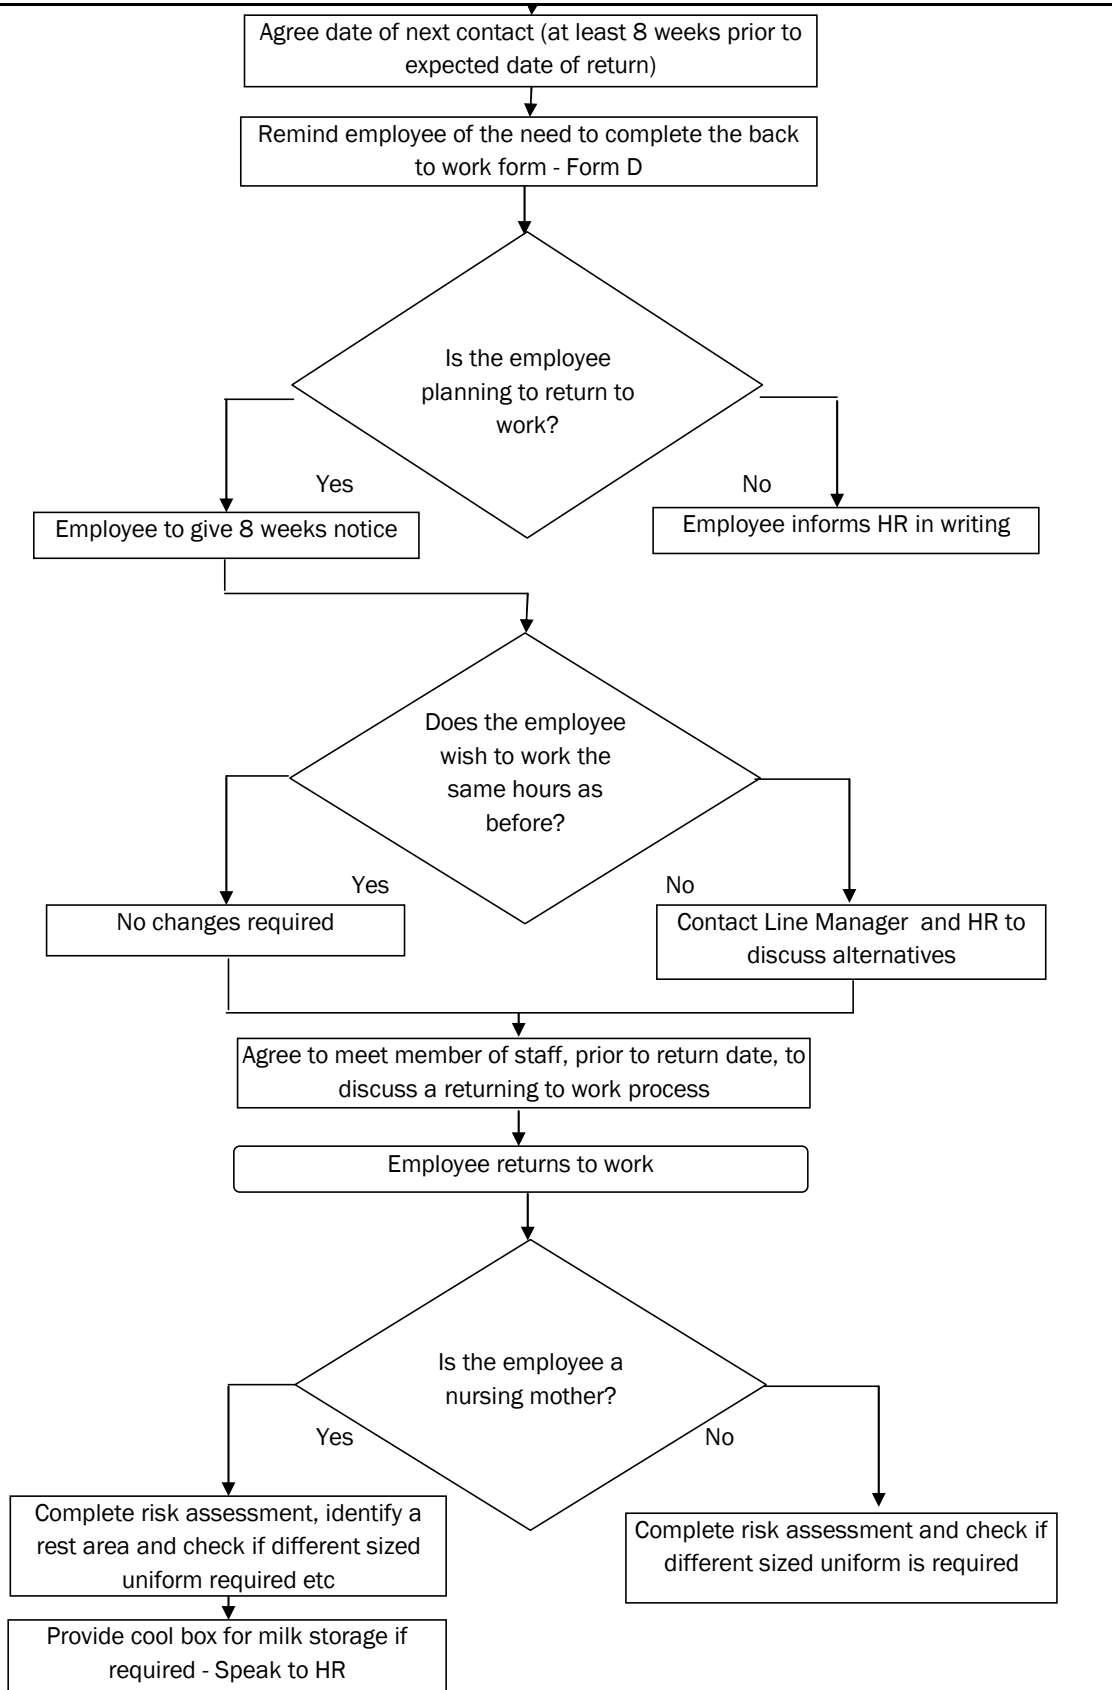 Agree date of next contact (at least 8 weeks prior to
expected date of return)
Remind employee of the need to complete the back
to work form - Form D
Is the employee
planning to return to
work?
Yes
No
Employee to give 8 weeks notice
Employee informs HR in writing
Does the employee
wish to work the
same hours as
before?
Yes
No
No changes required
Contact Line Manager  and HR to
discuss alternatives
Agree to meet member of staff, prior to return date, to
discuss a returning to work process
Employee returns to work
Is the employee a
nursing mother?
Yes
No
Complete risk assessment, identify a
rest area and check if different sized
uniform required etc
Complete risk assessment and check if
different sized uniform is required
Provide cool box for milk storage if
required - Speak to HR